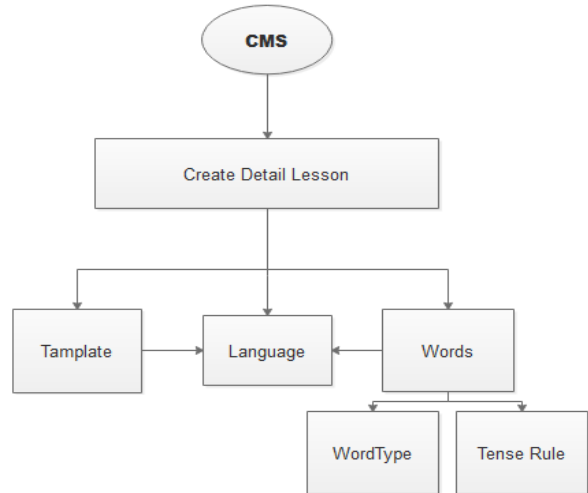 CMS
Create Detail Lesson
Tamplate
Language
Words
WordType
Tense Rule